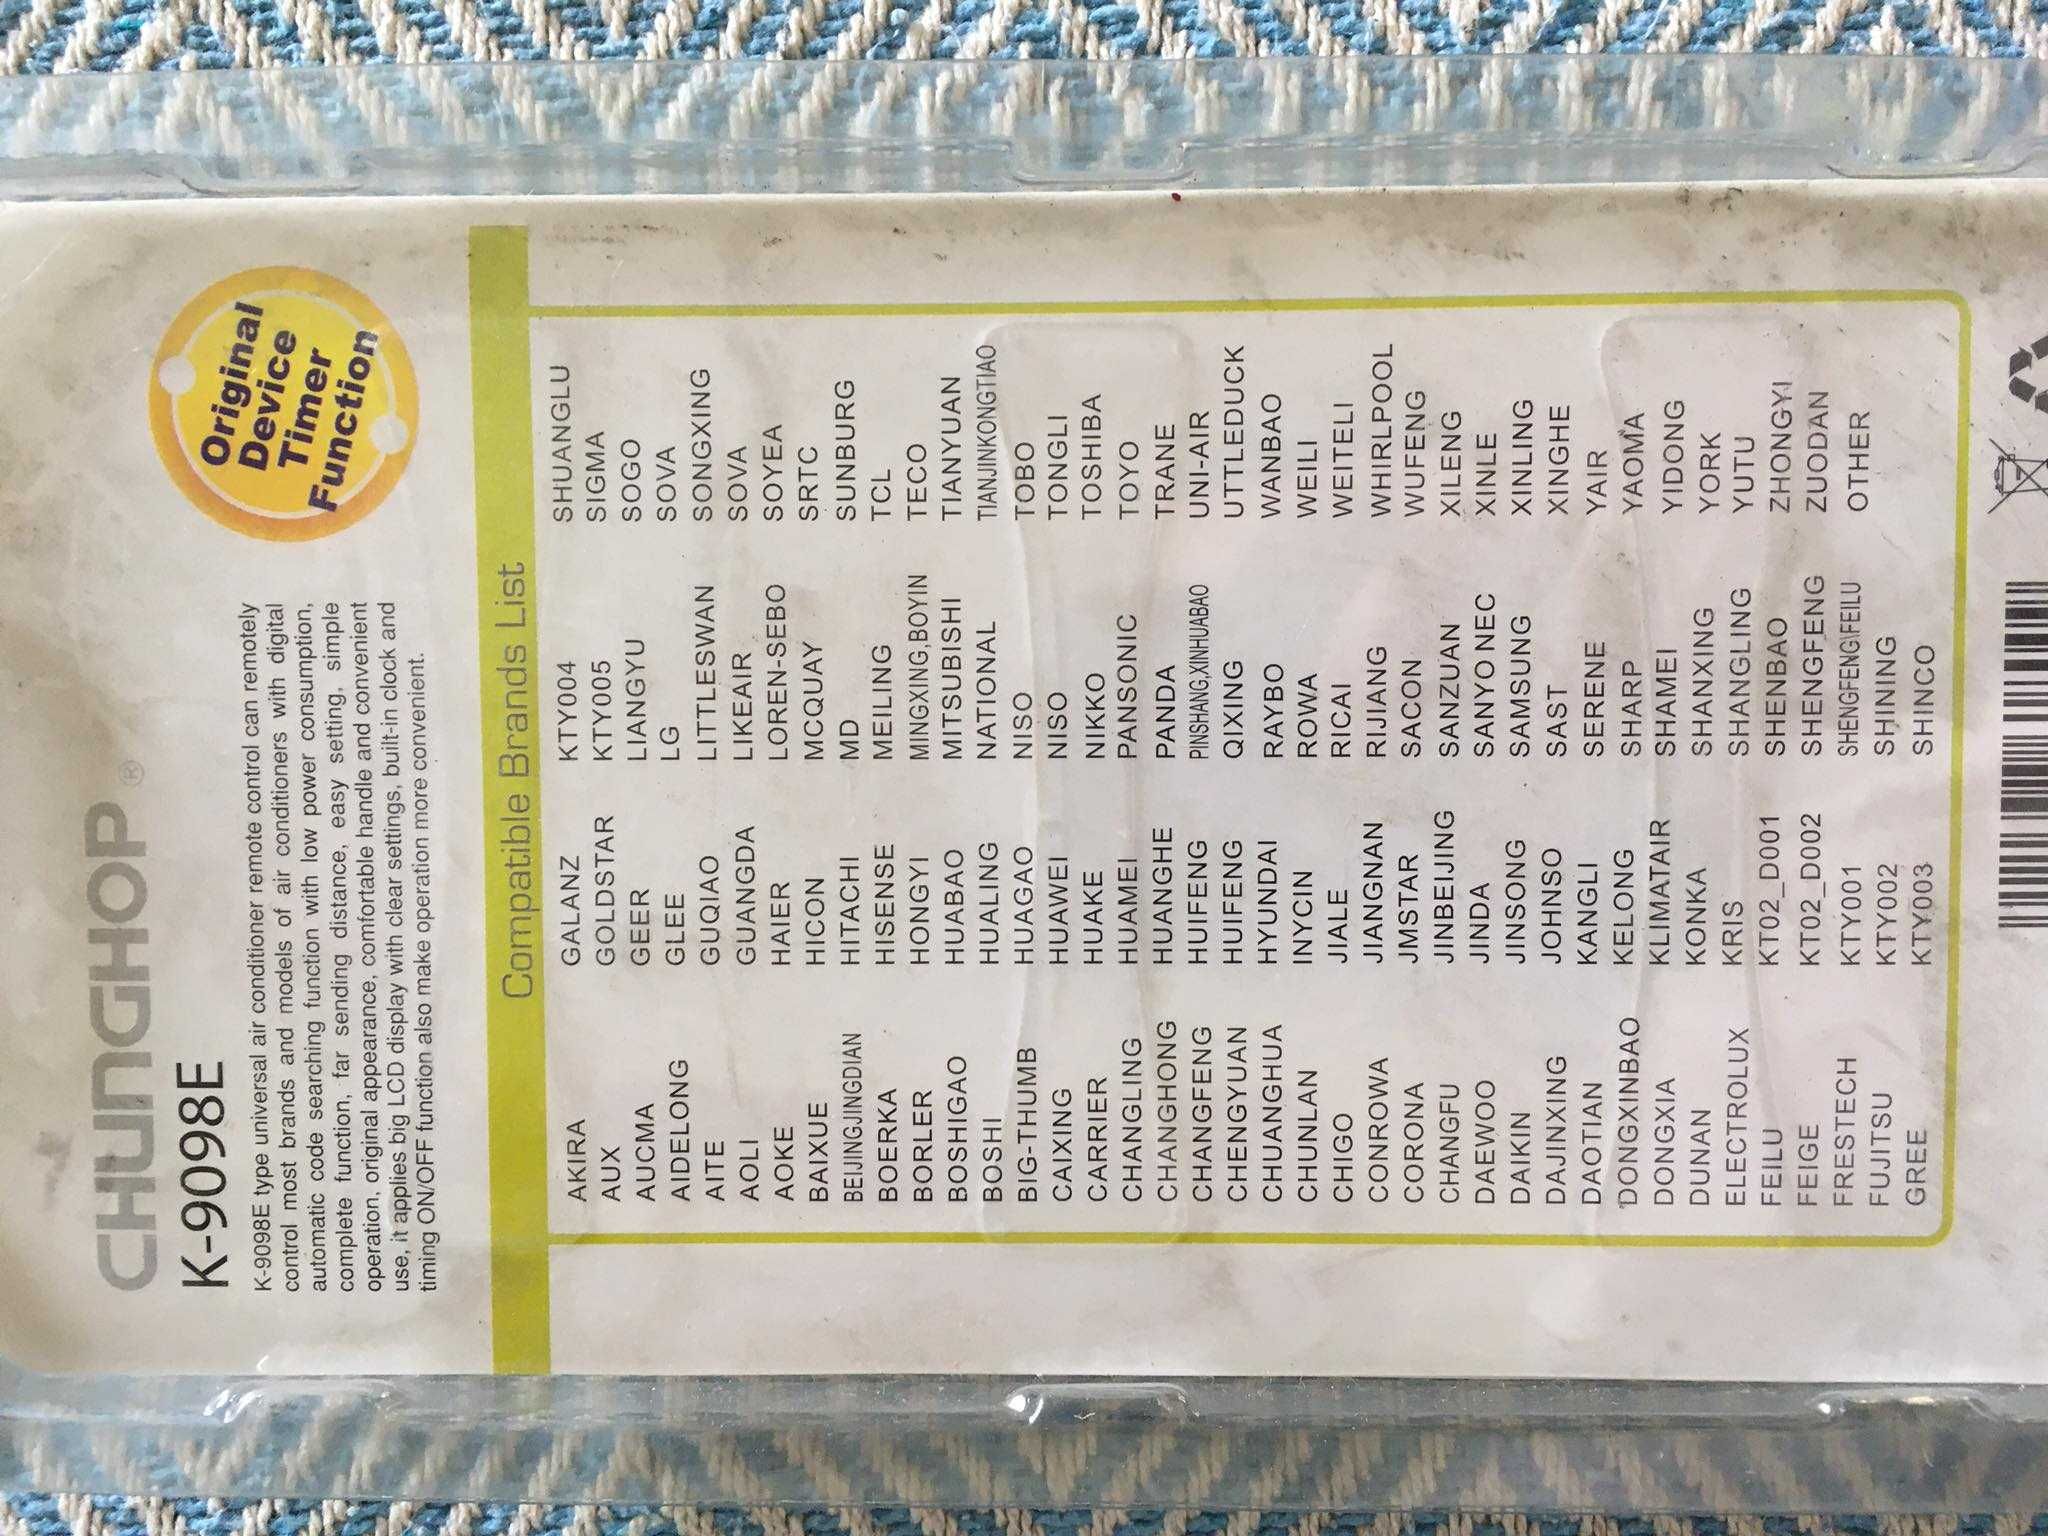 CHUNGHOP ®
K-9098E
K-9098E type universal air conditioner remote control can remotely
control most brands and models of air conditioners with digital
automatic code searching function with low power consumption,
complete function, far sending distance, easy setting, simple
operation, original appearance, comfortable handle and convenient
use, it applies big LCD display with clear settings, built-in clock and
timing ON/OFF function also make operation more convenient.
Original
Device
Timer
Function
Compatible Brands List
AKIRA
AUX
AUCMA
AIDELONG
AITE
AOLI
AOKE
BAIXUE
BEIJINGJINGDIAN
BOERKA
BORLER
BOSHIGAO
BOSHI
BIG-THUMB
CAIXING
CARRIER
CHANGLING
CHANGHONG
CHANGFENG
CHENGYUAN
CHUANGHUA
CHUNLAN
CHIGO
CONROWA
CORONA
CHANGFU
DAEWOO
DAIKIN
DAJINXING
DAOTIAN
DONGXINBAO
DONGXIA
DUNAN
ELECTROLUX
FEILU
FEIGE
FRESTECH
FUJITSU
GREE
GALANZ
GOLDSTAR
GEER
GLEE
GUQIAO
GUANGDA
HAIER
HICON
HITACHI
HISENSE
HONGYI
HUABAO
HUALING
HUAGAO
HUAWEI
HUAKE
HUAMEI
HUANGHE
HUIFENG
HUIFENG
HYUNDAI
INYCIN
JIALE
JIANGNAN
JMSTAR
JINBEIJING
JINDA
JINSONG
JOHNSO
KANGLI
KELONG
KLIMATAIR
KONKA
KRIS
KT02_D001
KT02_D002
KTY001
KTY002
KTY003
KTY004
KTY005
LIANGYU
LG
LITTLESWAN
LIKEAIR
LOREN-SEBO
MCQUAY
MD
MEILING
MINGXING,BOYIN
MITSUBISHI
NATIONAL
NISO
NISO
NIKKO
PANSONIC
PANDA
PINSHANG,XINHUABAO
QIXING
RAYBO
ROWA
RICAI
RIJIANG
SACON
SANZUAN
SANYO NEC
SAMSUNG
SAST
SERENE
SHARP
SHAMEI
SHANXING
SHANGLING
SHENBAO
SHENGFENG
SHENGFENG\FEILU
SHINING
SHINCO
SHUANGLU
SIGMA
SOGO
SOVA
SONGXING
SOVA
SOYEA
SRTC
SUNBURG
TCL
TECO
TIANYUAN
TIANJINKONGTIAO
TOBO
TONGLI
TOSHIBA
TOYO
TRANE
UNI-AIR
UTTLEDUCK
WANBAO
WEILI
WEITELI
WHIRLPOOL
WUFENG
XILENG
XINLE
XINLING
XINGHE
YAIR
YAOMA
YIDONG
YORK
YUTU
ZHONGYI
ZUODAN
OTHER